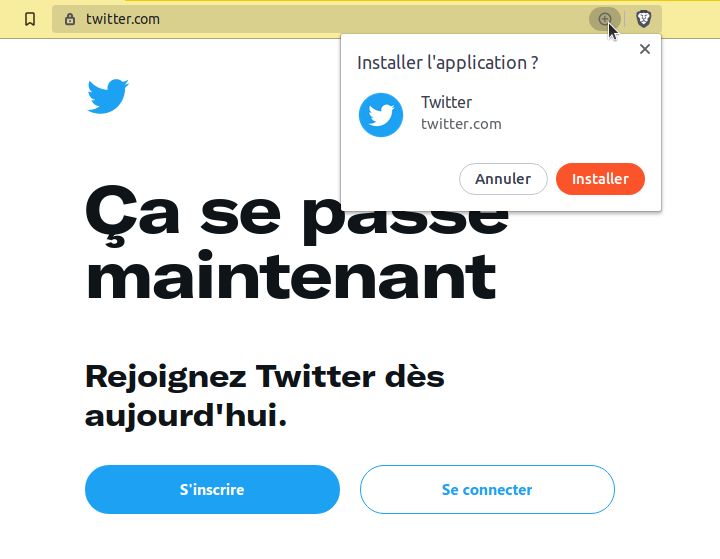 twitter.com
Installer l'application ?
Twitter
twitter.com
Annuler
Installer
Ça se passe
maintenant
Rejoignez Twitter dès
aujourd'hui.
S'inscrire
Se connecter